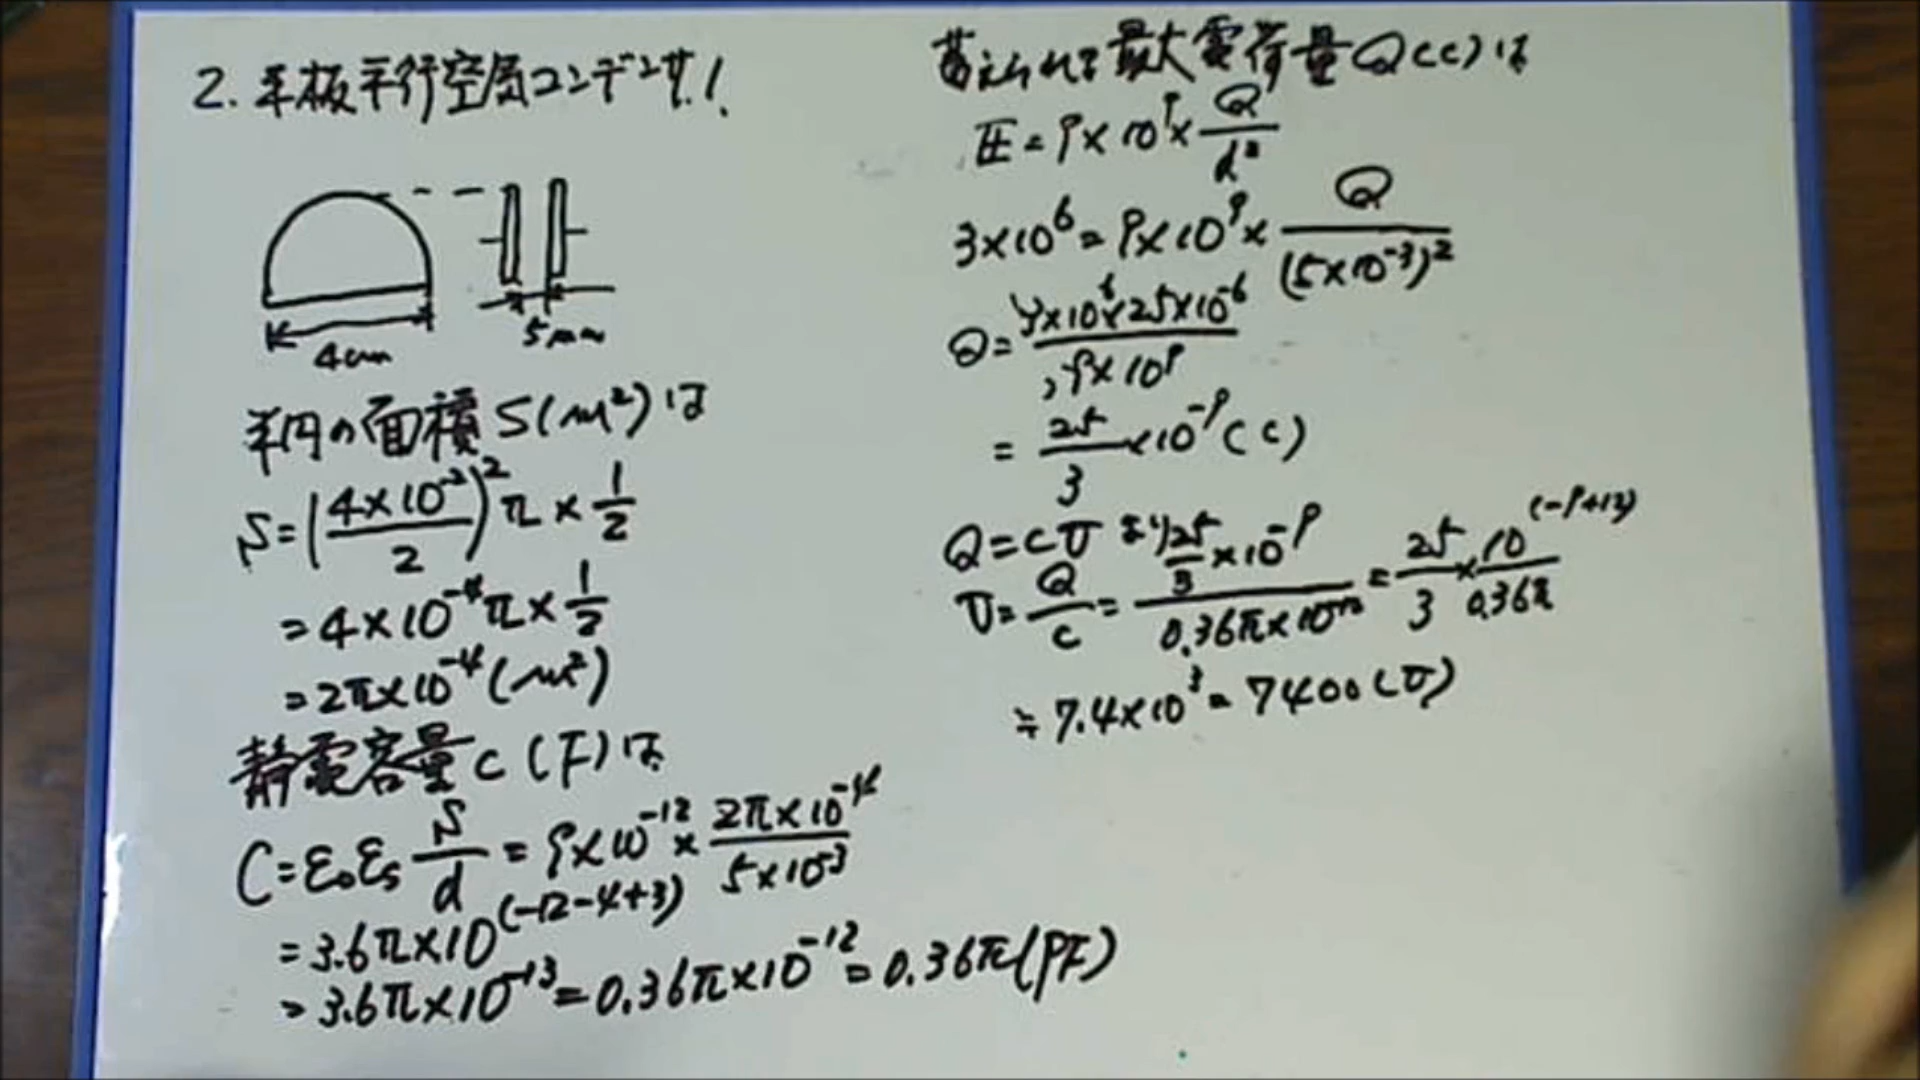 2. 平板平行空気コンデンサ!
4cm
5mm
半円の面積 S(m²)は
S=(4×10⁻²/2)²π×1/2
=4×10⁻⁴π×1/2
=2π×10⁻⁴(m²)
静電容量C(F)は
C=ε₀εs S/d=9×10⁻¹²×2π×10⁻⁴/5×10⁻³
=3.6π×10^(-12-4+3)
=3.6π×10⁻¹³=0.36π×10⁻¹²=0.36π(PF)
蓄えられる最大電荷量Q(C)は
E=9×10⁹×Q/d²
3×10⁶=9×10⁹×Q/(5×10⁻³)²
Q=3×10⁶×25×10⁻⁶/9×10⁹
=25/3×10⁻⁹(C)
Q=CVより
V=Q/C=25/3×10⁻⁹/0.36π×10⁻¹²=25/3×10^(-9+12)/0.36π
≒7.4×10³=7400(V)